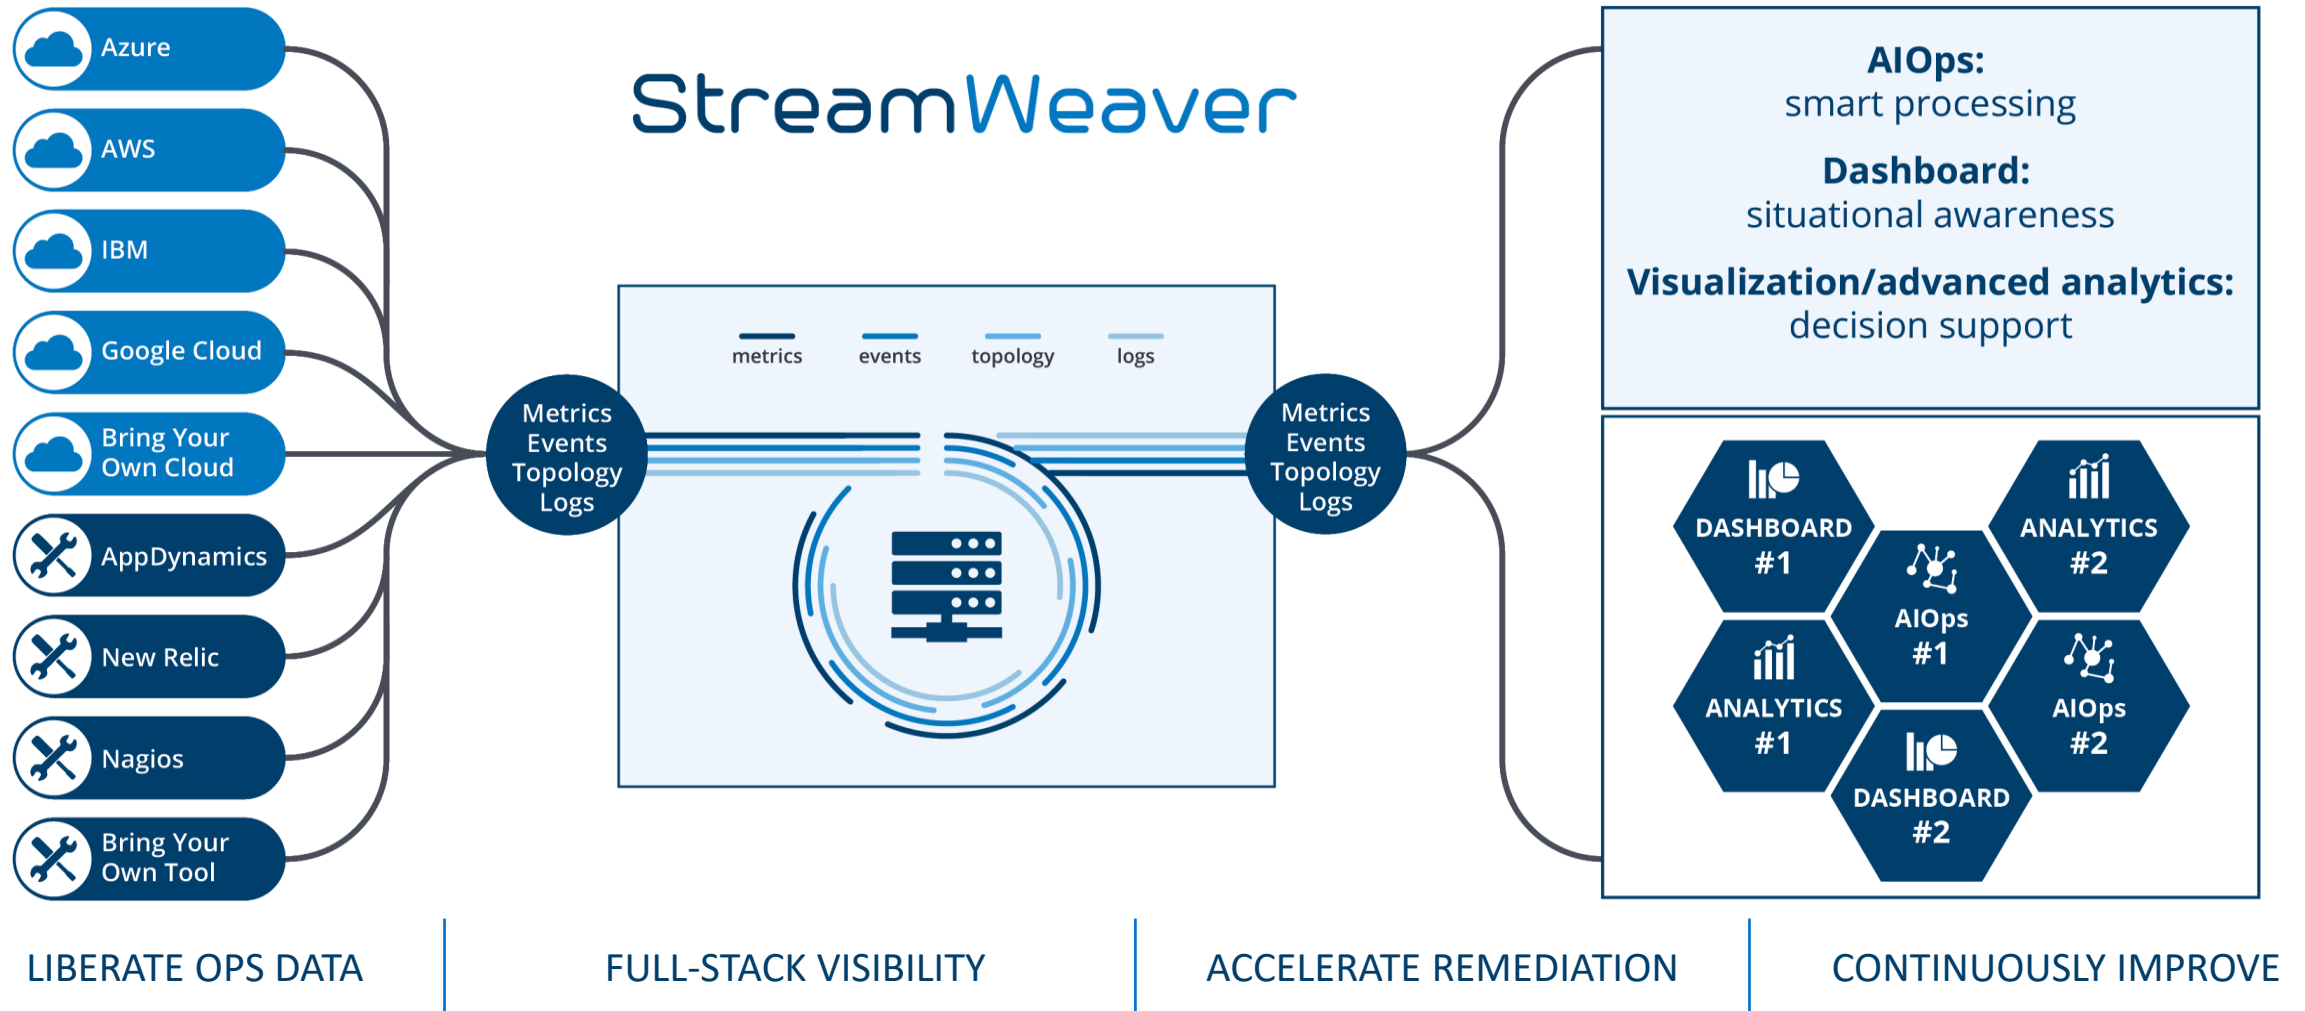 Azure
AWS
IBM
Google Cloud
Bring Your
Own Cloud
AppDynamics
New Relic
Nagios
Bring Your
Own Tool
StreamWeaver
metrics
events
topology
logs
Metrics
Events
Topology
Logs
Metrics
Events
Topology
Logs
AIOps:
smart processing
Dashboard:
situational awareness
Visualization/advanced analytics:
decision support
DASHBOARD
#1
ANALYTICS
#2
AIOps
#1
ANALYTICS
#1
AIOps
#2
DASHBOARD
#2
LIBERATE OPS DATA
FULL-STACK VISIBILITY
ACCELERATE REMEDIATION
CONTINUOUSLY IMPROVE